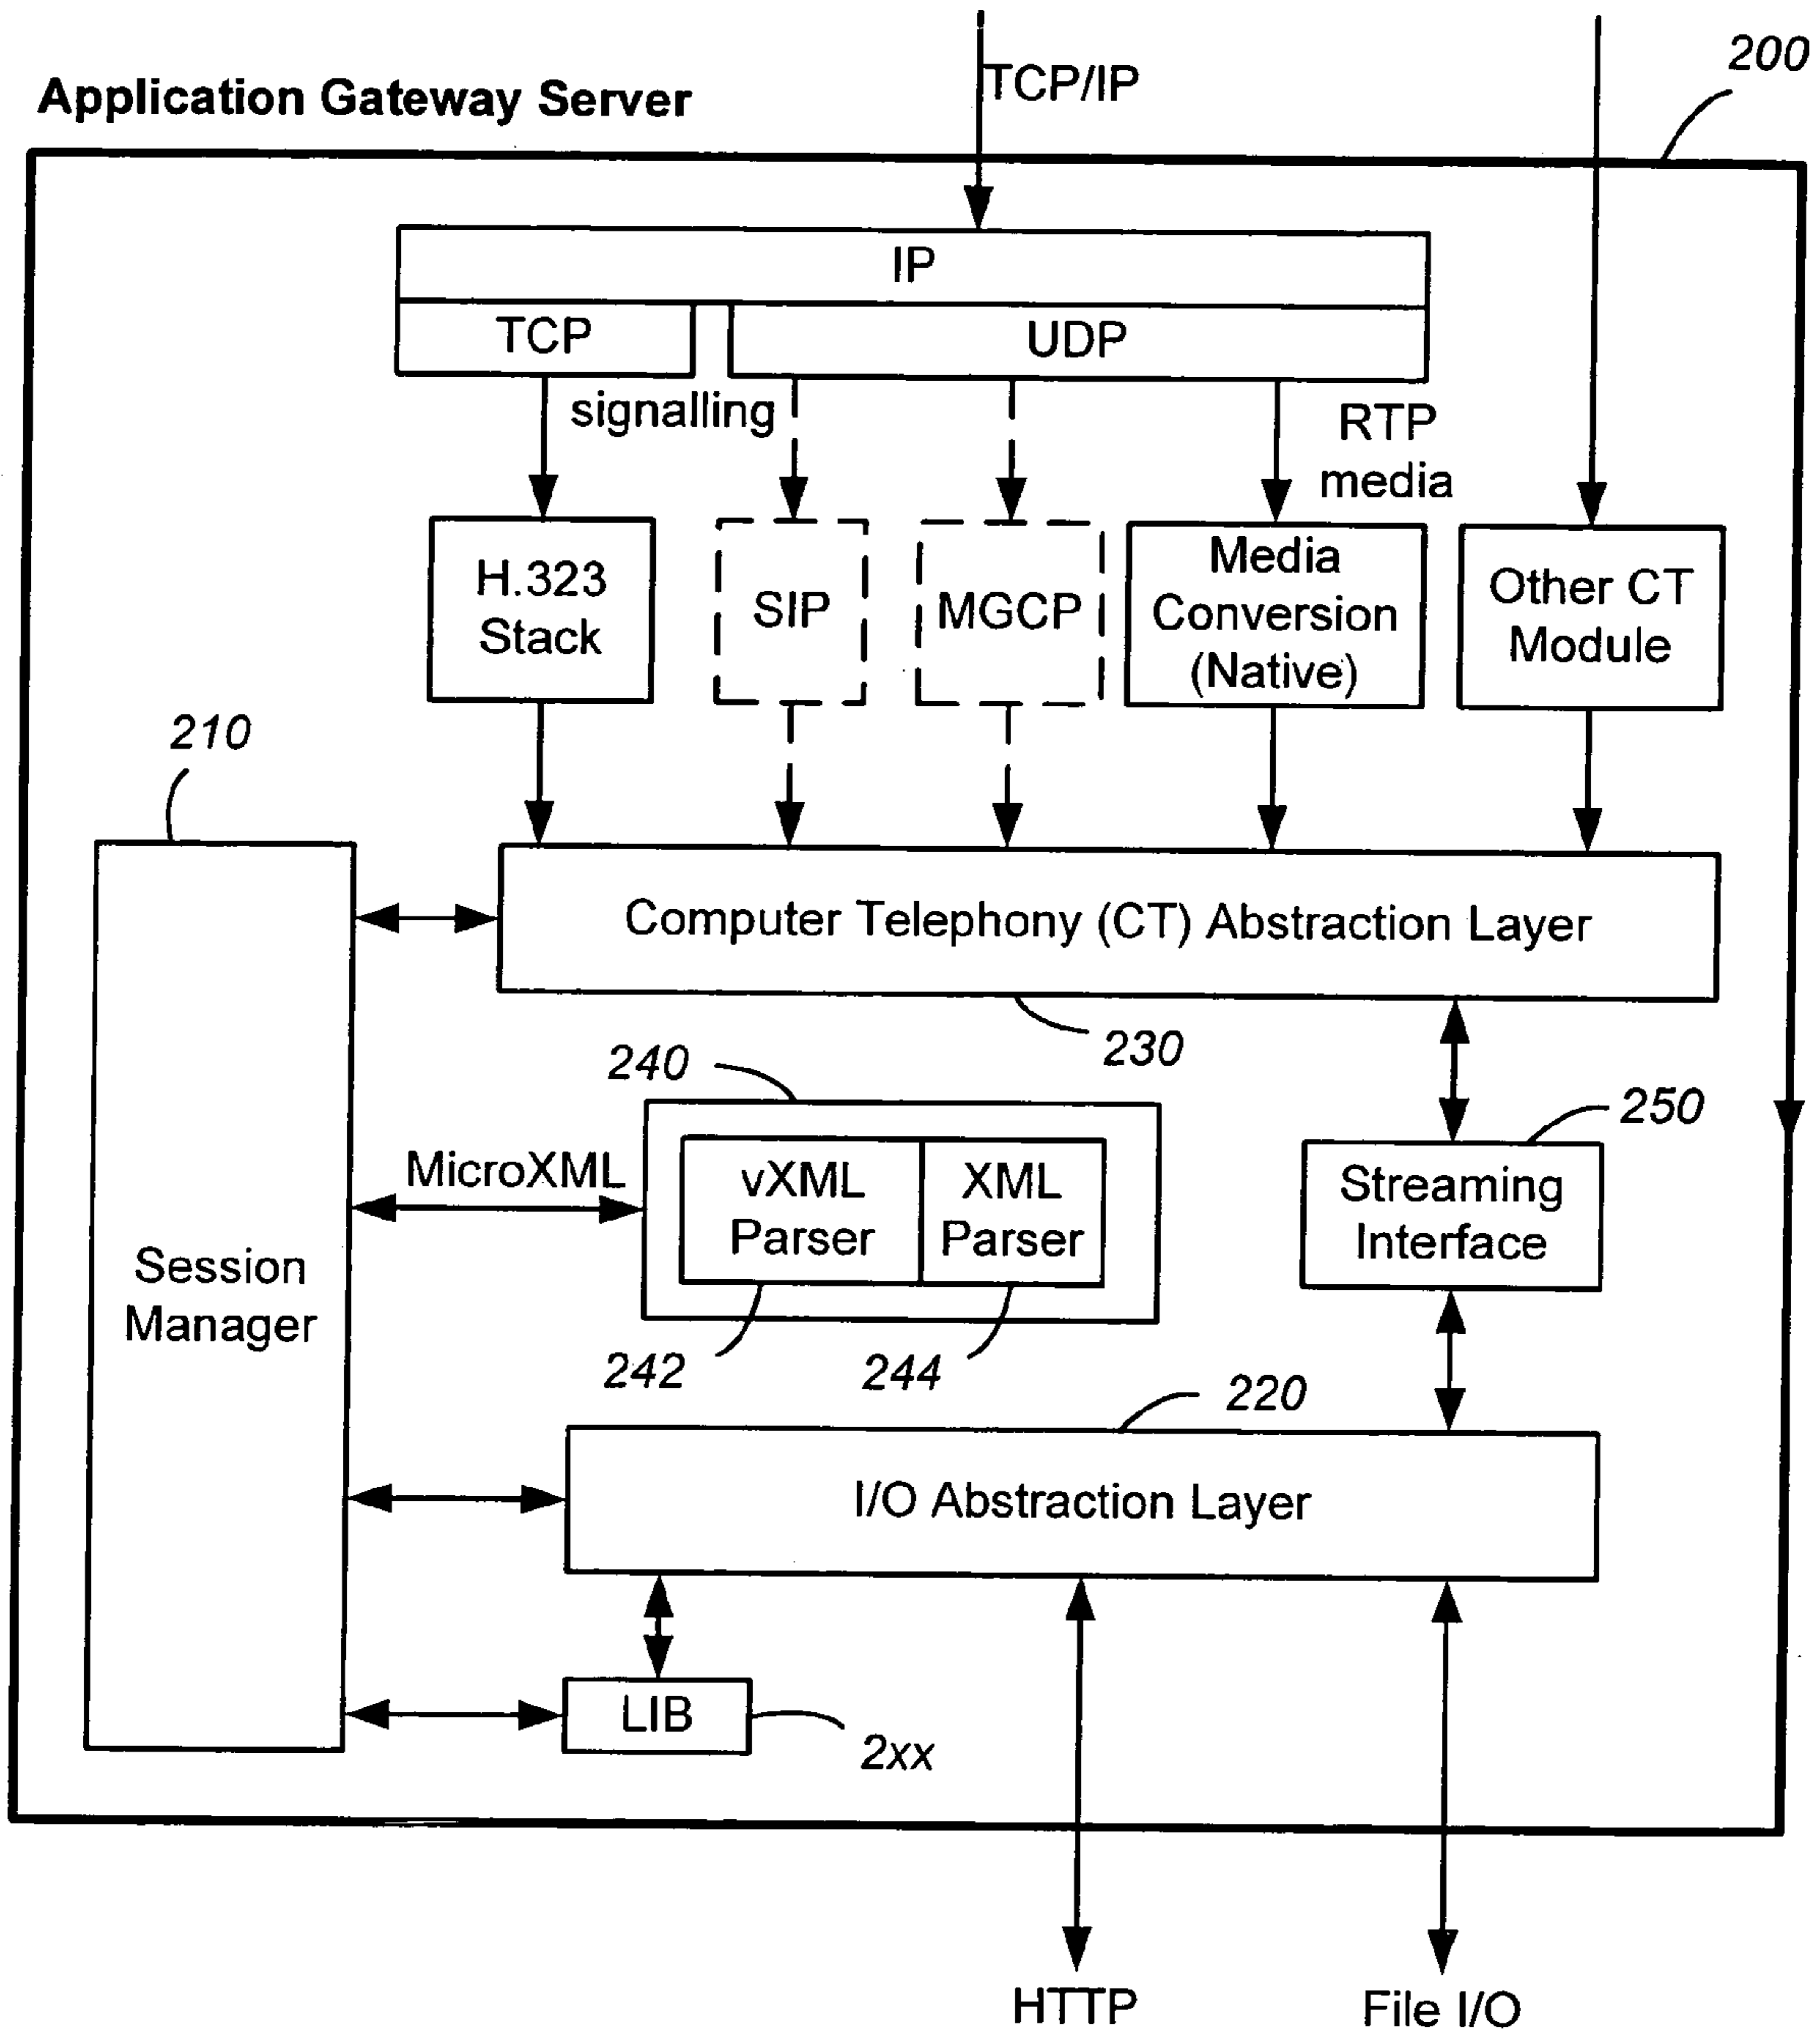 200
TCP/IP
Application Gateway Server
IP
TCP
UDP
signalling
RTP
media
H.323
Stack
SIP
MGCP
Media
Conversion
(Native)
Other CT
Module
210
Computer Telephony (CT) Abstraction Layer
230
240
250
MicroXML
vXML
Parser
XML
Parser
Streaming
Interface
Session
Manager
242
244
220
I/O Abstraction Layer
LIB
2xx
HTTP
File I/O